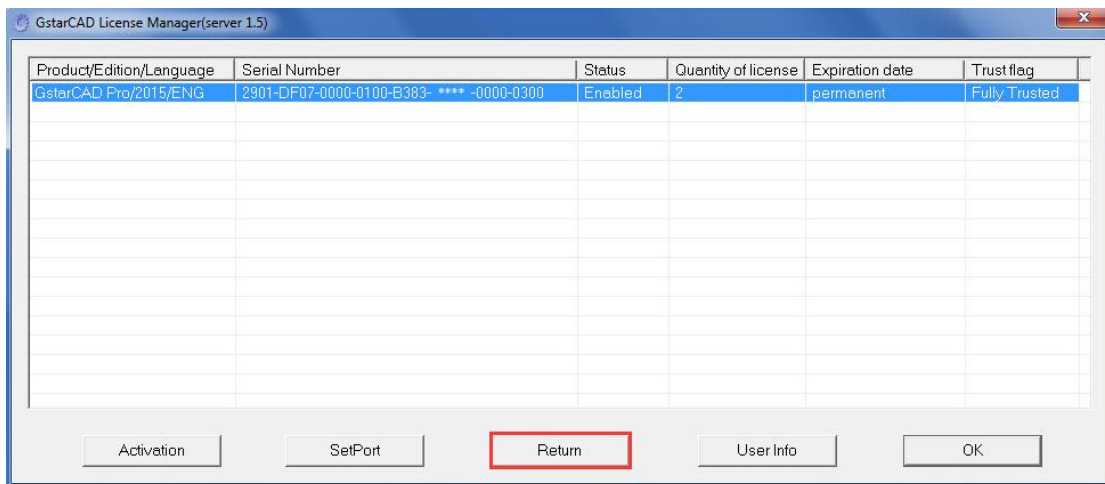 GstarCAD License Manager(server 1.5)
Product/Edition/Language Serial Number Status Quantity of license Expiration date Trust flag
GstarCAD Pro/2015/ENG 2901-DF07-0000-0100-B383- **** -0000-0300 Enabled 2 permanent Fully Trusted
Activation SetPort Return User Info OK